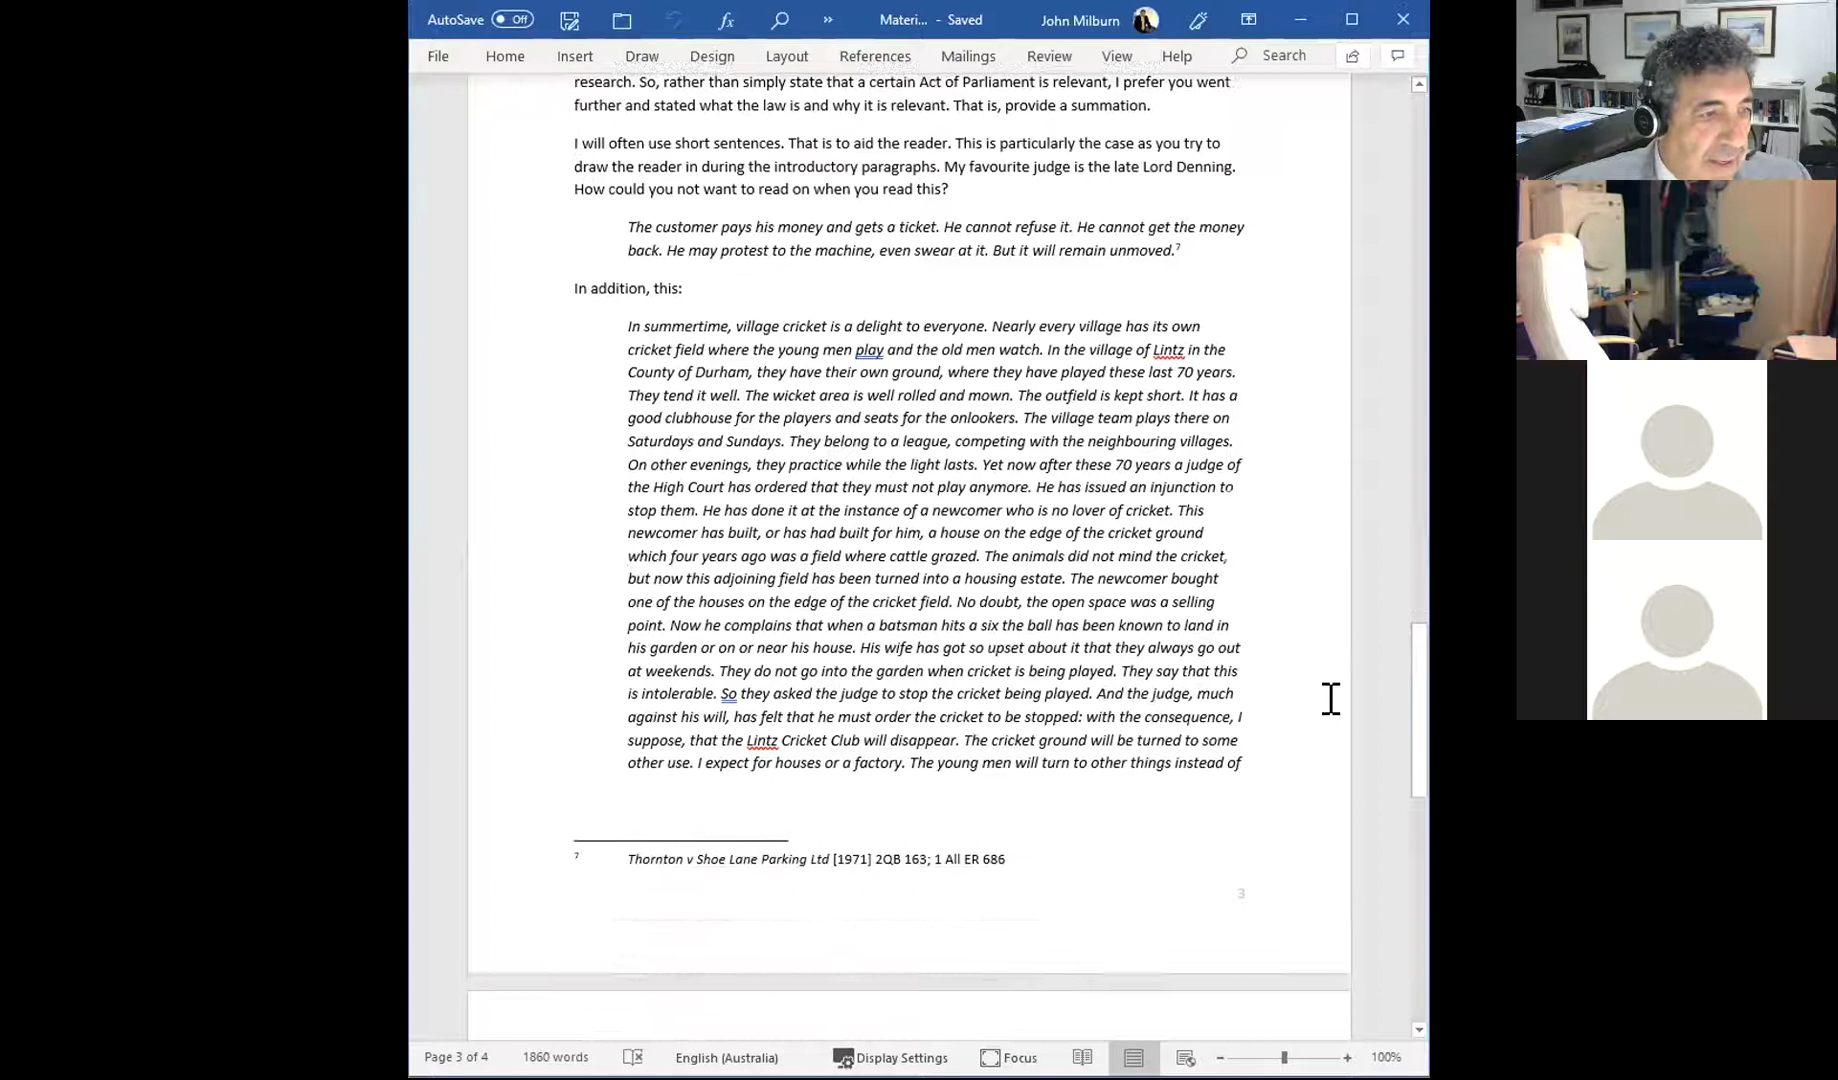 AutoSave Off Materi... - Saved John Milburn
File Home Insert Draw Design Layout References Mailings Review View Help Search
research. So, rather than simply state that a certain Act of Parliament is relevant, I prefer you went
further and stated what the law is and why it is relevant. That is, provide a summation.
I will often use short sentences. That is to aid the reader. This is particularly the case as you try to
draw the reader in during the introductory paragraphs. My favourite judge is the late Lord Denning.
How could you not want to read on when you read this?
The customer pays his money and gets a ticket. He cannot refuse it. He cannot get the money
back. He may protest to the machine, even swear at it. But it will remain unmoved.7
In addition, this:
In summertime, village cricket is a delight to everyone. Nearly every village has its own
cricket field where the young men play and the old men watch. In the village of Lintz in the
County of Durham, they have their own ground, where they have played these last 70 years.
They tend it well. The wicket area is well rolled and mown. The outfield is kept short. It has a
good clubhouse for the players and seats for the onlookers. The village team plays there on
Saturdays and Sundays. They belong to a league, competing with the neighbouring villages.
On other evenings, they practice while the light lasts. Yet now after these 70 years a judge of
the High Court has ordered that they must not play anymore. He has issued an injunction to
stop them. He has done it at the instance of a newcomer who is no lover of cricket. This
newcomer has built, or has had built for him, a house on the edge of the cricket ground
which four years ago was a field where cattle grazed. The animals did not mind the cricket,
but now this adjoining field has been turned into a housing estate. The newcomer bought
one of the houses on the edge of the cricket field. No doubt, the open space was a selling
point. Now he complains that when a batsman hits a six the ball has been known to land in
his garden or on or near his house. His wife has got so upset about it that they always go out
at weekends. They do not go into the garden when cricket is being played. They say that this
is intolerable. So they asked the judge to stop the cricket being played. And the judge, much
against his will, has felt that he must order the cricket to be stopped: with the consequence, I
suppose, that the Lintz Cricket Club will disappear. The cricket ground will be turned to some
other use. I expect for houses or a factory. The young men will turn to other things instead of
7 Thornton v Shoe Lane Parking Ltd [1971] 2QB 163; 1 All ER 686
3
Page 3 of 4 1860 words English (Australia) Display Settings Focus 100%